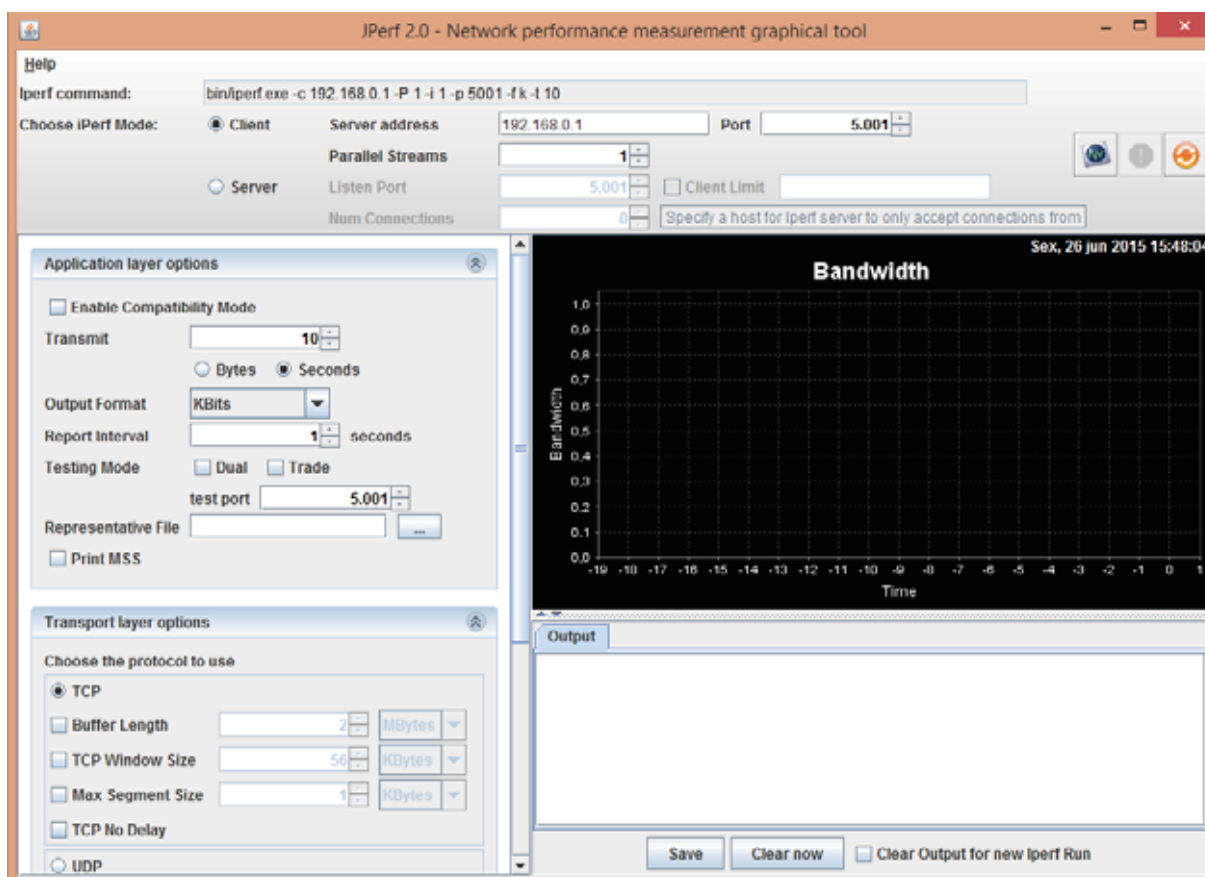 JPerf 2.0 - Network performance measurement graphical tool
Help
Iperf command: bin/iperf.exe -c 192.168.0.1 -P 1 -i 1 -p 5001 -f k -t 10
Choose iPerf Mode: Client Server address 192.168.0.1 Port 5.001
Parallel Streams 1
Server Listen Port 5.001 Client Limit
Num Connections 0 Specify a host for Iperf server to only accept connections from
Application layer options
Enable Compatibility Mode
Transmit 10
Bytes Seconds
Output Format KBits
Report Interval 1 seconds
Testing Mode Dual Trade
test port 5.001
Representative File ...
Print MSS
Transport layer options
Choose the protocol to use
TCP
Buffer Length 2 MBytes
TCP Window Size 56 KBytes
Max Segment Size 1 KBytes
TCP No Delay
UDP
Sex, 26 jun 2015 15:48:04
Bandwidth
1,0
0,9
0,8
0,7
0,6
0,5
0,4
0,3
0,2
0,1
0,0
Bandwidth
-19 -18 -17 -16 -15 -14 -13 -12 -11 -10 -9 -8 -7 -6 -5 -4 -3 -2 -1 0 1
Time
Output
Save Clear now Clear Output for new Iperf Run